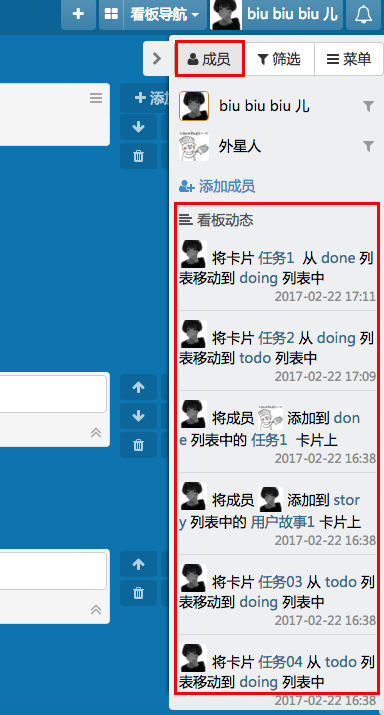 看板导航 biu biu biu 儿
成员 筛选 菜单
添加
biu biu biu 儿
外星人
添加成员
看板动态
将卡片 任务1 从 done 列
表移动到 doing 列表中
2017-02-22 17:11
将卡片 任务2 从 doing 列
表移动到 todo 列表中
2017-02-22 17:09
将成员 添加到 don
e 列表中的 任务1 卡片上
2017-02-22 16:38
将成员 添加到 stor
y 列表中的 用户故事1 卡片上
2017-02-22 16:38
将卡片 任务03 从 todo 列
表移动到 doing 列表中
2017-02-22 16:38
将卡片 任务04 从 todo 列
表移动到 doing 列表中
2017-02-22 16:38